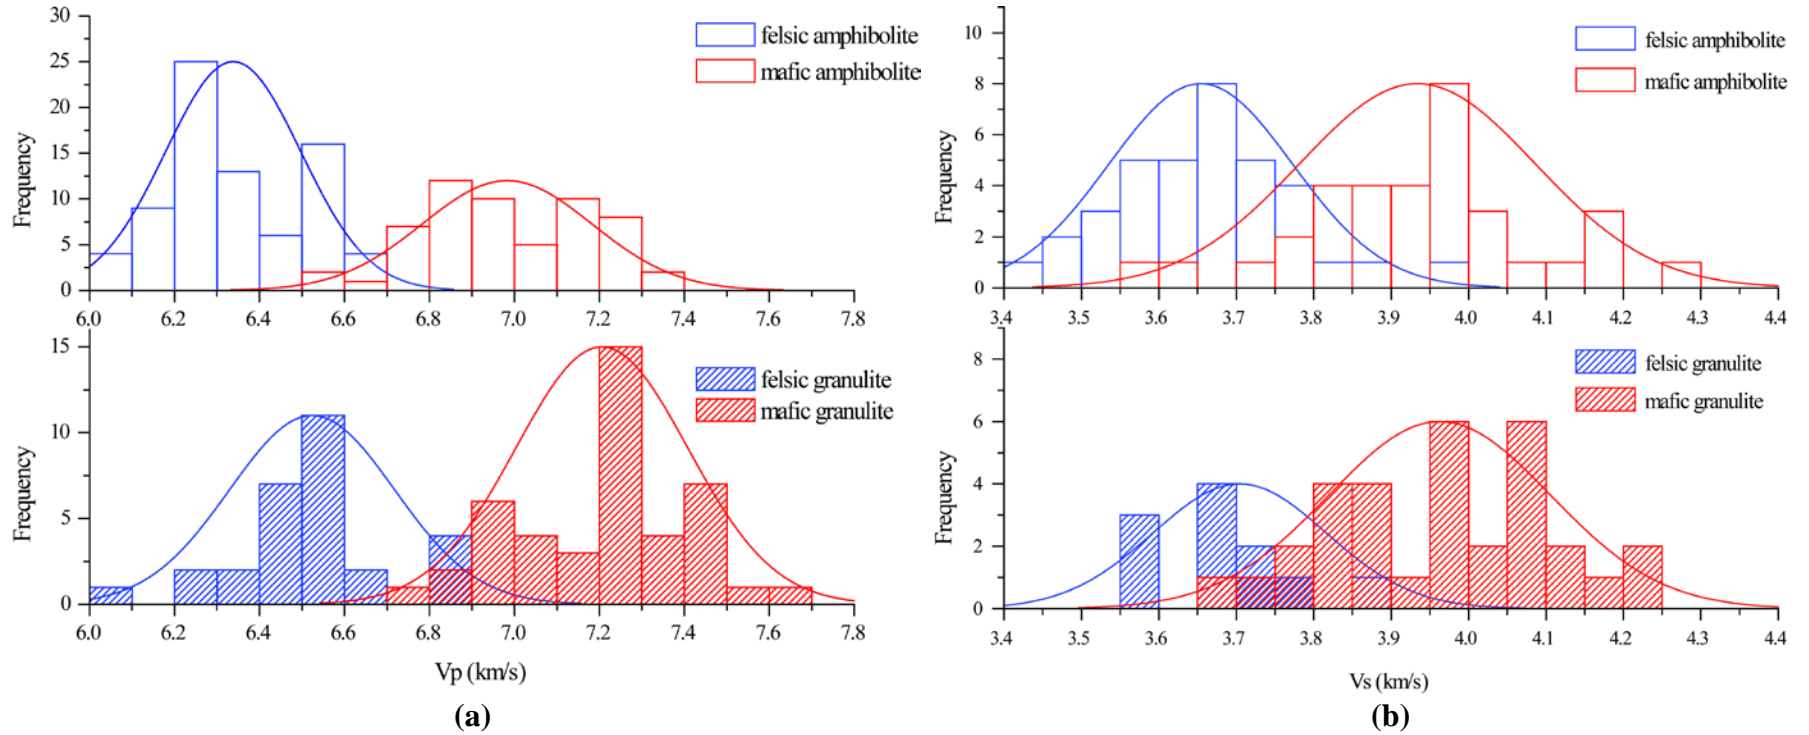 30
25
20
15
10
5
0
Frequency
felsic amphibolite
mafic amphibolite
6.0 6.2 6.4 6.6 6.8 7.0 7.2 7.4 7.6 7.8
15
10
5
0
Frequency
felsic granulite
mafic granulite
6.0 6.2 6.4 6.6 6.8 7.0 7.2 7.4 7.6 7.8
Vp (km/s)
(a)
10
8
6
4
2
0
Frequency
felsic amphibolite
mafic amphibolite
3.4 3.5 3.6 3.7 3.8 3.9 4.0 4.1 4.2 4.3 4.4
8
6
4
2
0
Frequency
felsic granulite
mafic granulite
3.4 3.5 3.6 3.7 3.8 3.9 4.0 4.1 4.2 4.3 4.4
Vs (km/s)
(b)